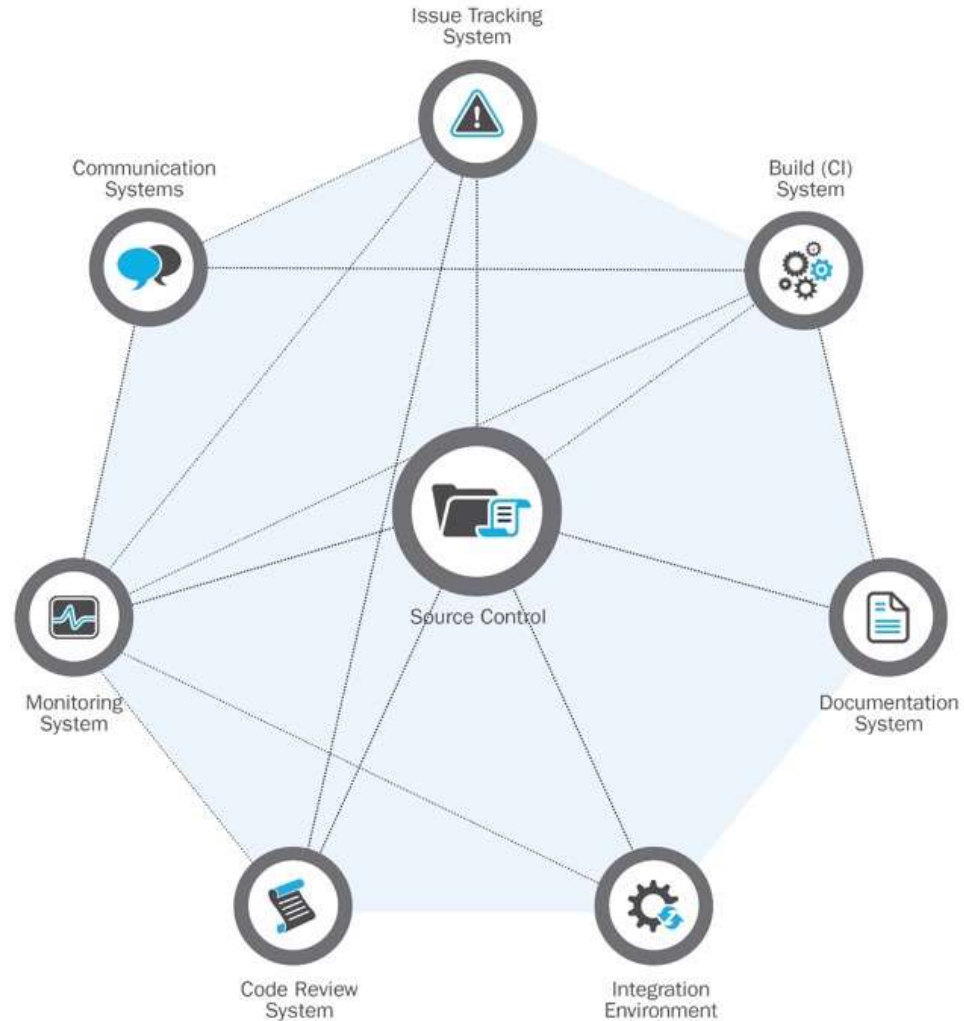 Issue Tracking
System
Communication
Systems
Build (CI)
System
Source Control
Monitoring
System
Documentation
System
Code Review
System
Integration
Environment